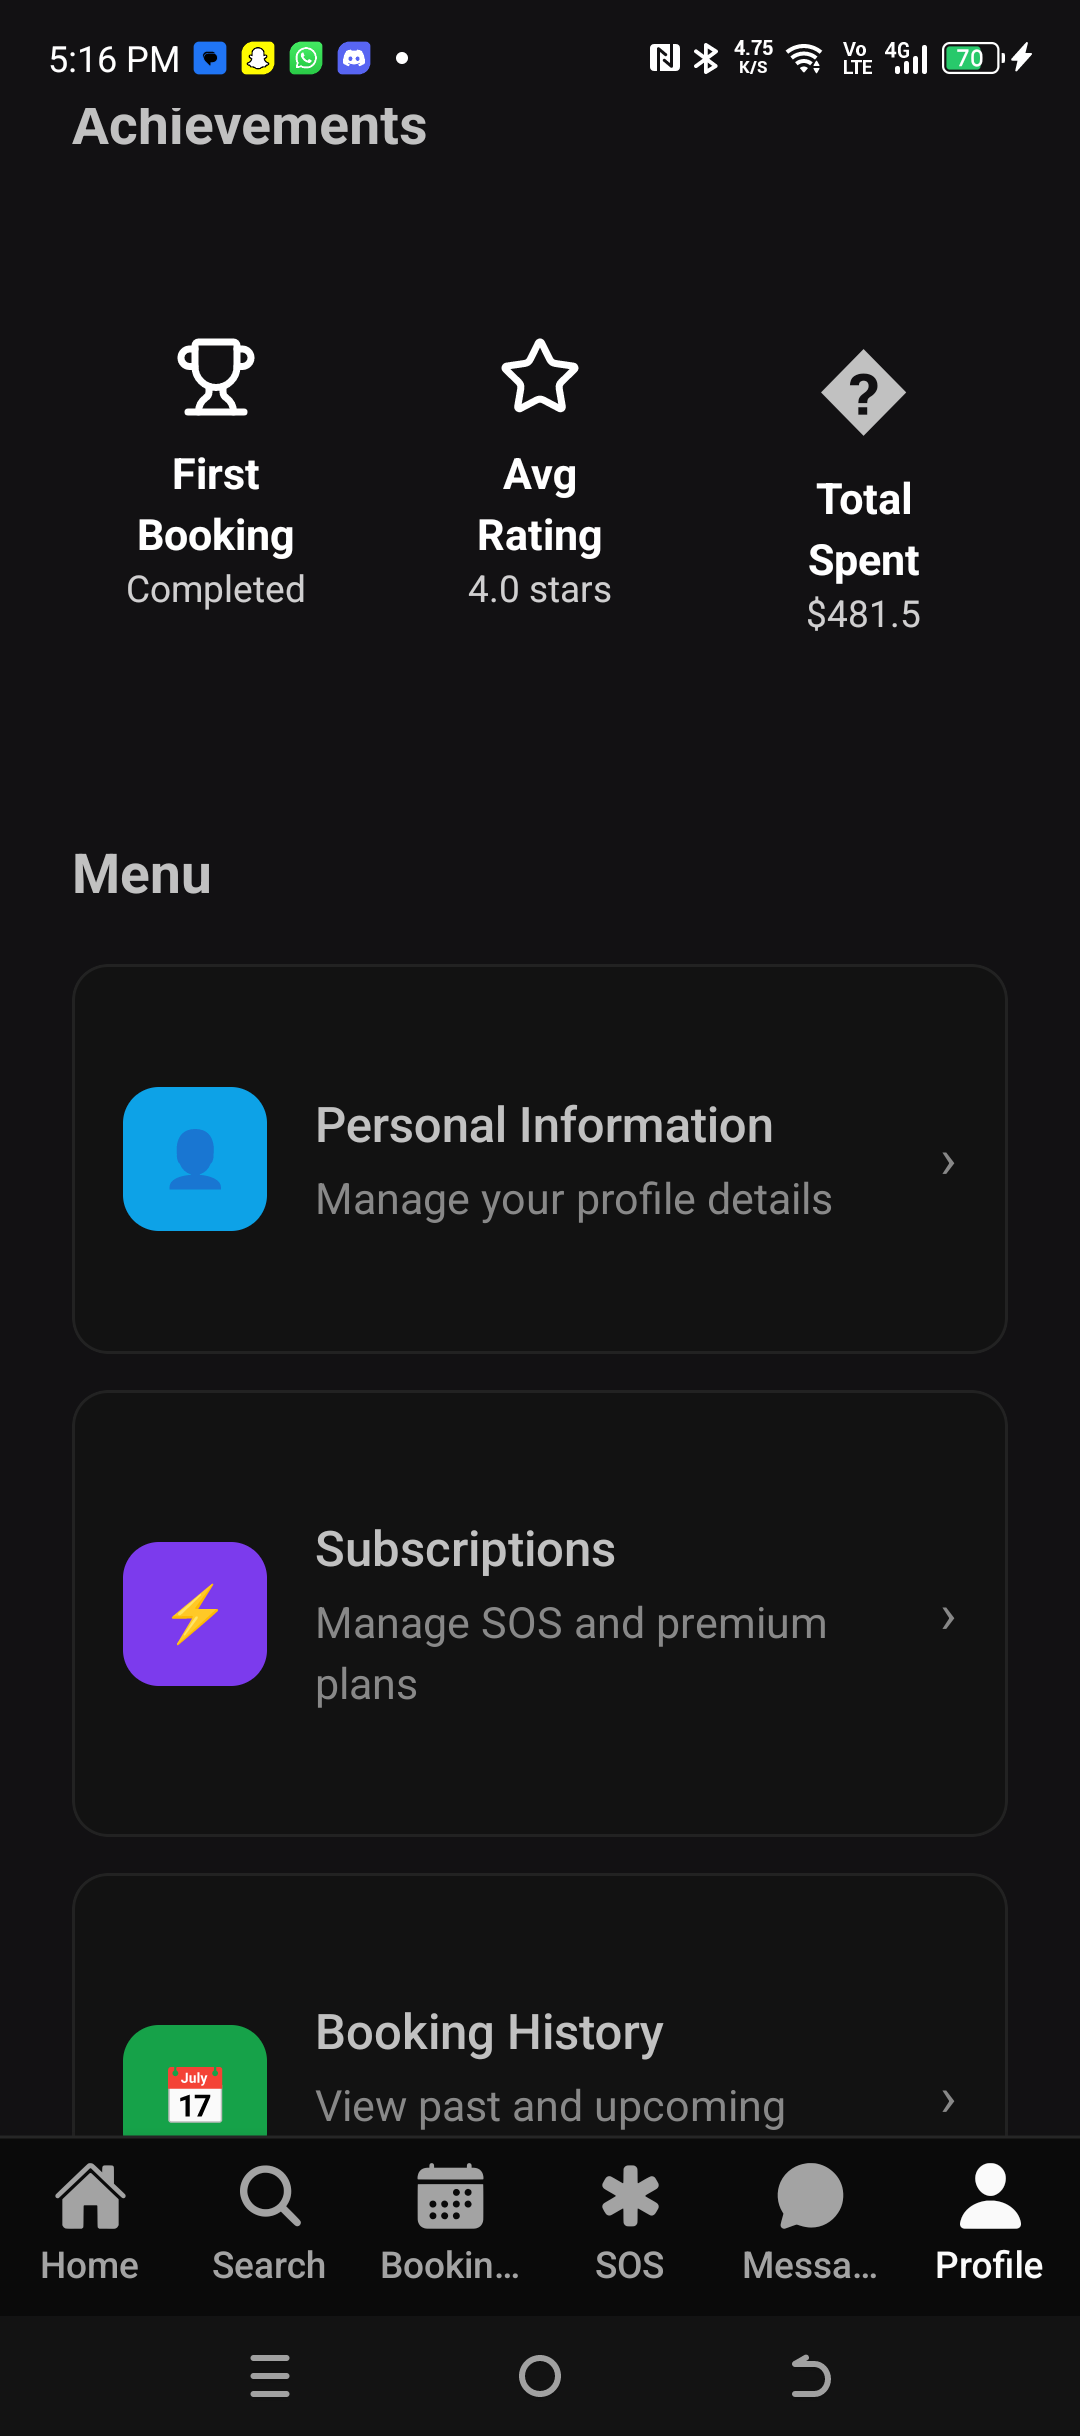 5:16 PM 4.75 K/S Vo LTE 4G 70
Achievements
First
Booking
Completed
Avg
Rating
4.0 stars
?
Total
Spent
$481.5
Menu
Personal Information
Manage your profile details
Subscriptions
Manage SOS and premium
plans
July
17
Booking History
View past and upcoming
Home
Search
Bookin...
SOS
Messa...
Profile